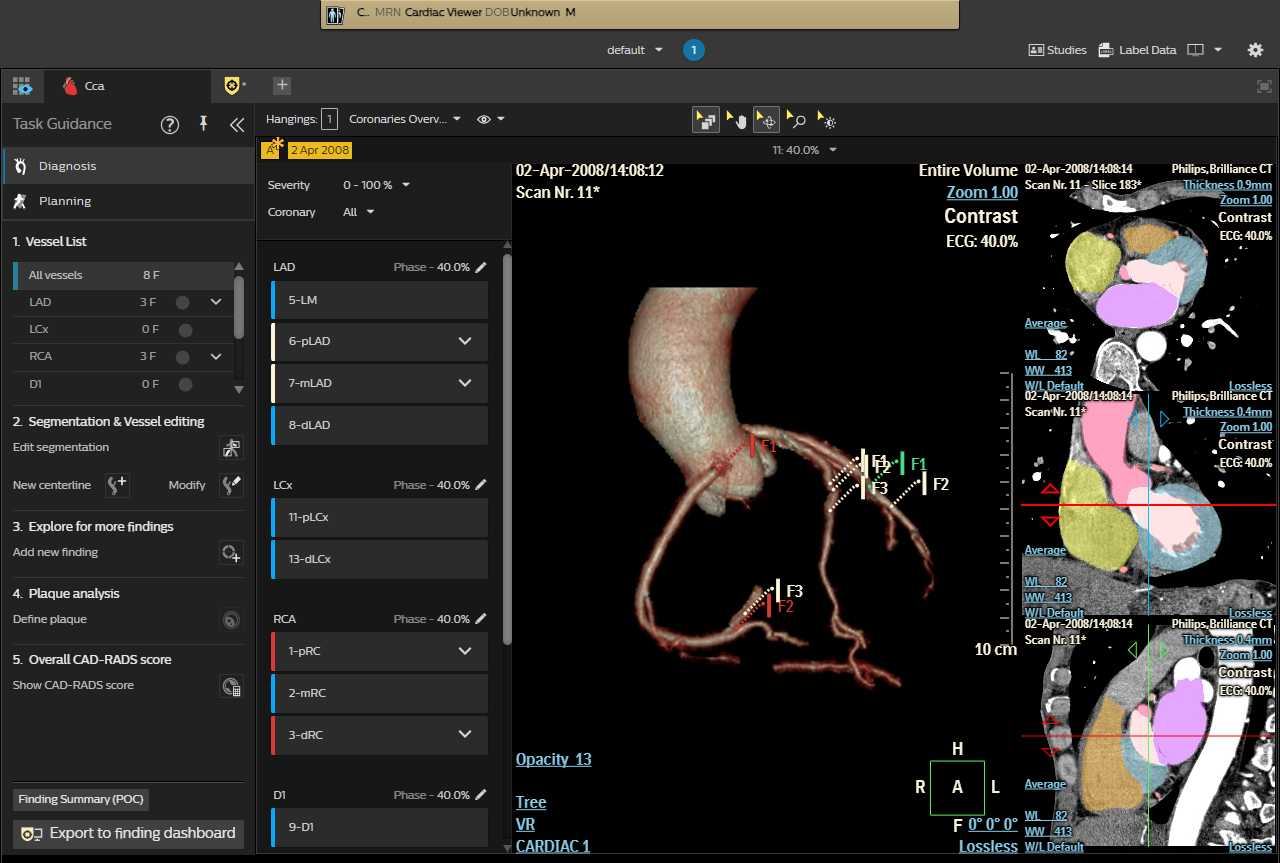 C.. MRN Cardiac Viewer DOB Unknown M
default 1
Studies Label Data
Cca
Task Guidance
Hangings: 1 Coronaries Overv...
A 2 Apr 2008
11: 40.0%
Diagnosis
Planning
1. Vessel List
All vessels 8 F
LAD 3 F
LCx 0 F
RCA 3 F
D1 0 F
2. Segmentation & Vessel editing
Edit segmentation
New centerline Modify
3. Explore for more findings
Add new finding
4. Plaque analysis
Define plaque
5. Overall CAD-RADS score
Show CAD-RADS score
Finding Summary (POC)
Export to finding dashboard
Severity 0 - 100 %
Coronary All
LAD Phase - 40.0%
5-LM
6-pLAD
7-mLAD
8-dLAD
LCx Phase - 40.0%
11-pLCx
13-dLCx
RCA Phase - 40.0%
1-pRC
2-mRC
3-dRC
D1 Phase - 40.0%
9-D1
02-Apr-2008/14:08:12
Scan Nr. 11*
Entire Volume
Zoom 1.00
Contrast
ECG: 40.0%
F1
F1
F2
F1
F3
F2
F3
F2
10 cm
Opacity 13
Tree
VR
CARDIAC 1
H
R A L
F 0° 0° 0°
Lossless
02-Apr-2008/14:08:14 Philips,Brilliance CT
Scan Nr. 11 - Slice 183* Thickness 0.9mm
Zoom 1.00
Contrast
ECG: 40.0%
Average
WL 82
WW 413
W/L Default Lossless
02-Apr-2008/14:08:14 Philips,Brilliance CT
Scan Nr. 11* Thickness 0.4mm
Zoom 1.00
Contrast
ECG: 40.0%
Average
WL 82
WW 413
W/L Default Lossless
02-Apr-2008/14:08:14 Philips,Brilliance CT
Scan Nr. 11* Thickness 0.4mm
Zoom 1.00
Contrast
ECG: 40.0%
Average
WL 82
WW 413
W/L Default Lossless